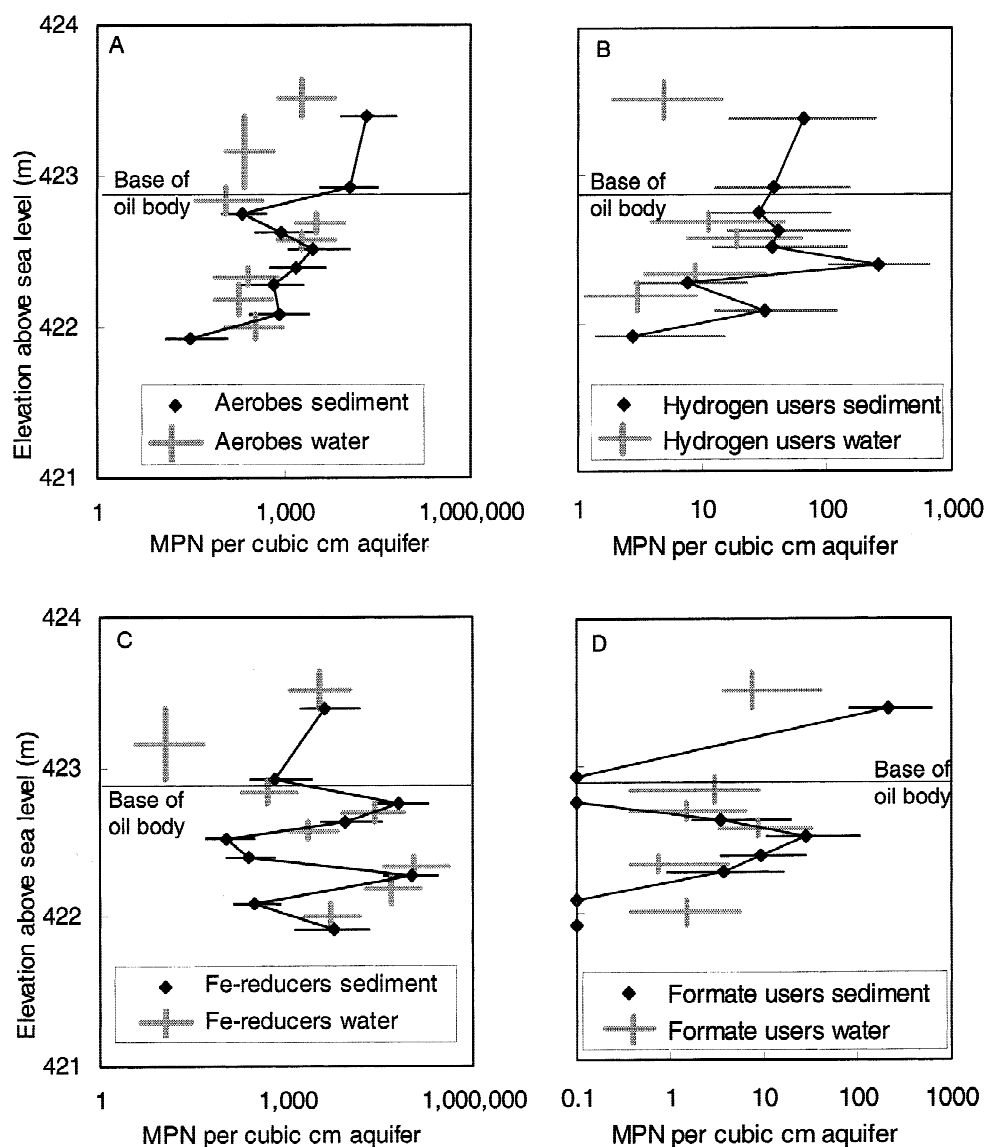 424
423
422
421
Elevation above sea level (m)
A
Base of
oil body
Aerobes sediment
Aerobes water
1
1,000
1,000,000
MPN per cubic cm aquifer
B
Base of
oil body
Hydrogen users sediment
Hydrogen users water
1
10
100
1,000
MPN per cubic cm aquifer
424
423
422
421
Elevation above sea level (m)
C
Base of
oil body
Fe-reducers sediment
Fe-reducers water
1
1,000
1,000,000
MPN per cubic cm aquifer
D
Base of
oil body
Formate users sediment
Formate users water
0.1
1
10
100
1000
MPN per cubic cm aquifer